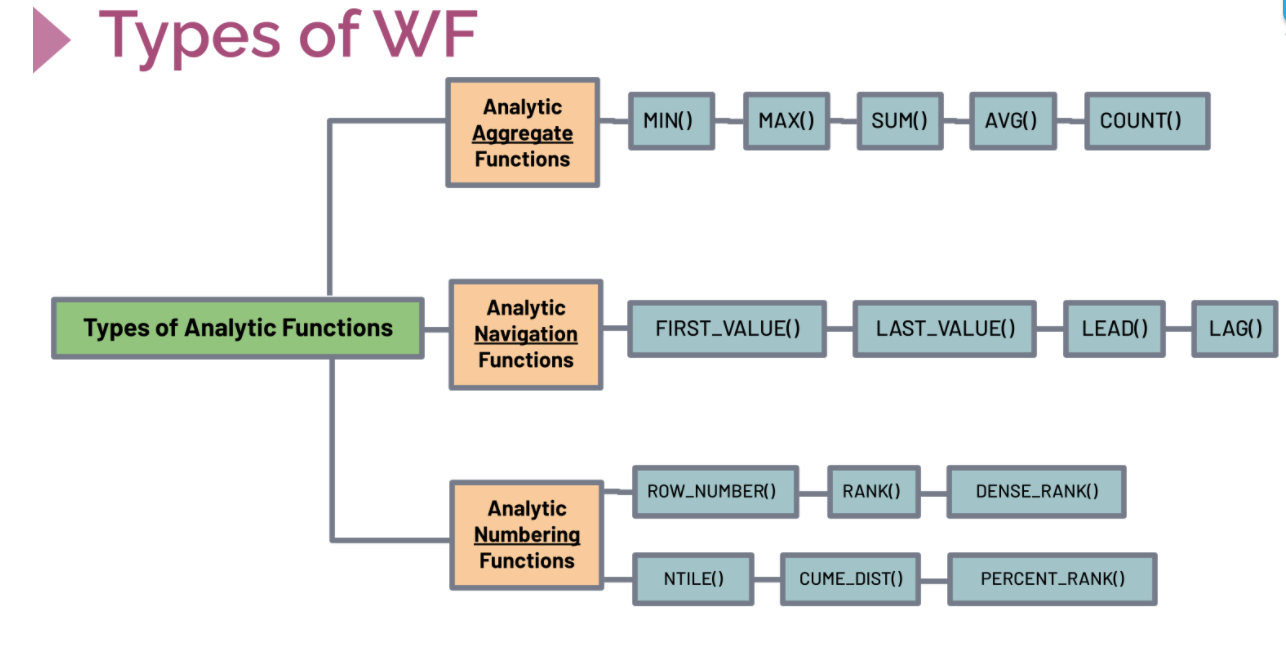 Types of WF
Analytic
Aggregate
Functions
MIN()
MAX()
SUM()
AVG()
COUNT()
Types of Analytic Functions
Analytic
Navigation
Functions
FIRST_VALUE()
LAST_VALUE()
LEAD()
LAG()
Analytic
Numbering
Functions
ROW_NUMBER()
RANK()
DENSE_RANK()
NTILE()
CUME_DIST()
PERCENT_RANK()